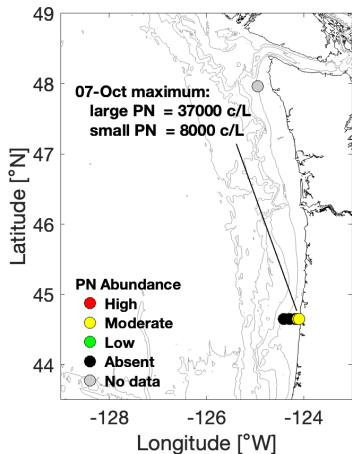 49
48
47
46
45
44
07-Oct maximum:
large PN = 37000 c/L
small PN = 8000 c/L
Latitude [°N]
PN Abundance
High
Moderate
Low
Absent
No data
-128
-126
-124
Longitude [°W]